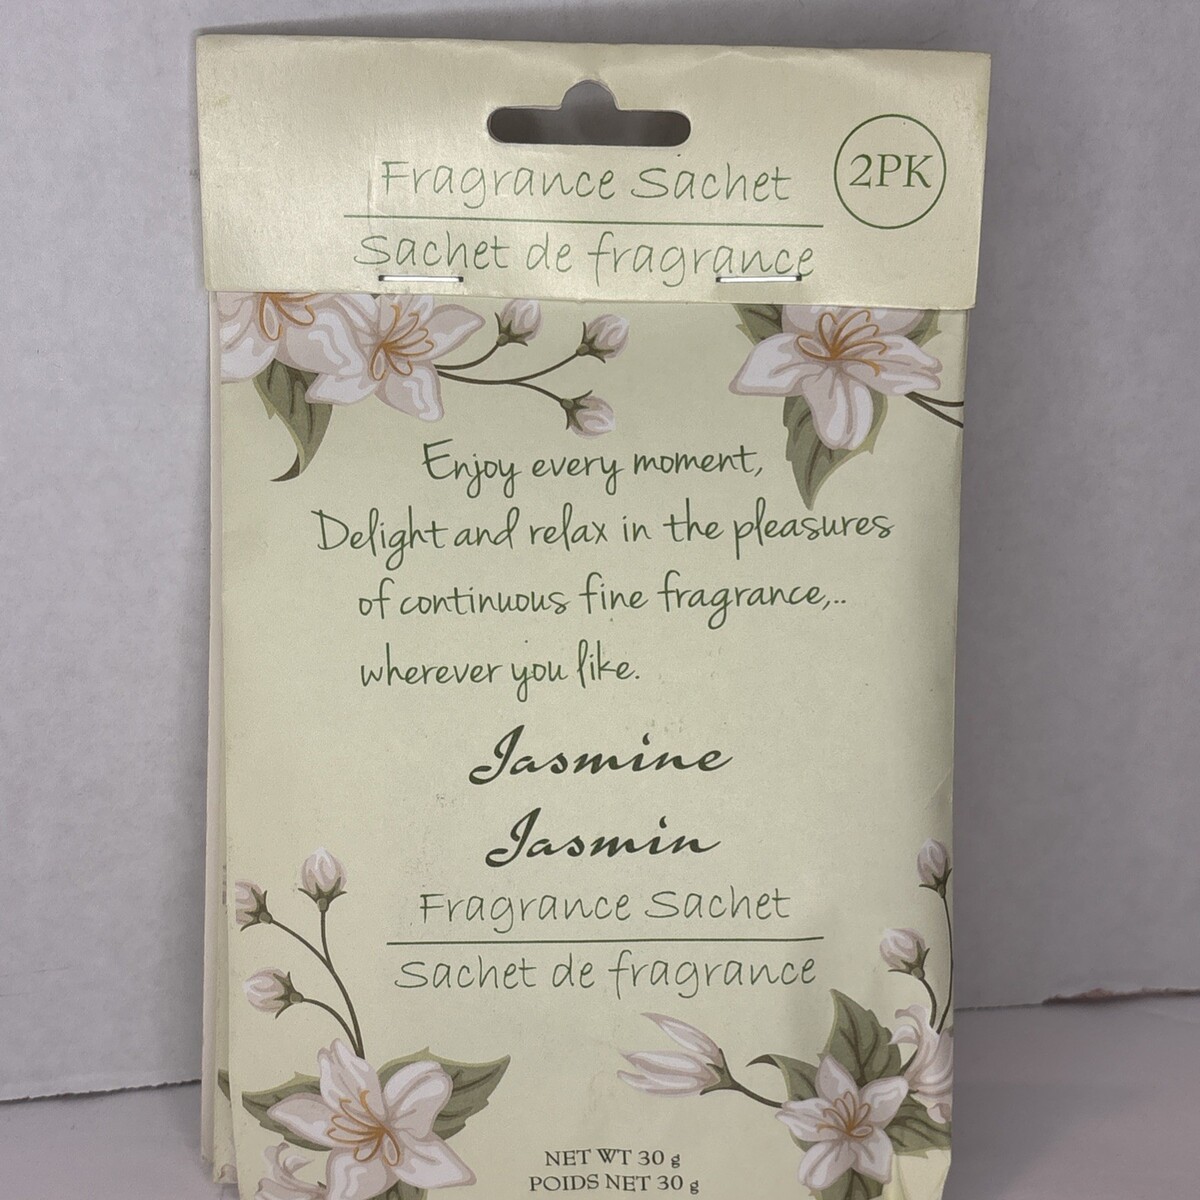 Fragrance Sachet
2PK
Sachet de fragrance
Enjoy every moment,
Delight and relax in the pleasures
of continuous fine fragrance,..
wherever you like.
Jasmine
Jasmin
Fragrance Sachet
Sachet de fragrance
NET WT 30 g
POIDS NET 30 g